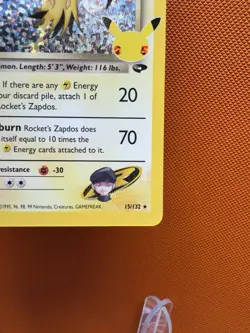 mon. Length: 5'3", Weight: 116 lbs.
If there are any Energy
our discard pile, attach 1 of
Rocket's Zapdos.
20
burn Rocket's Zapdos does
itself equal to 10 times the
Energy cards attached to it.
70
resistance -30
©1995, 96, 98, 99 Nintendo, Creatures, GAMEFREAK.
15/132 ★